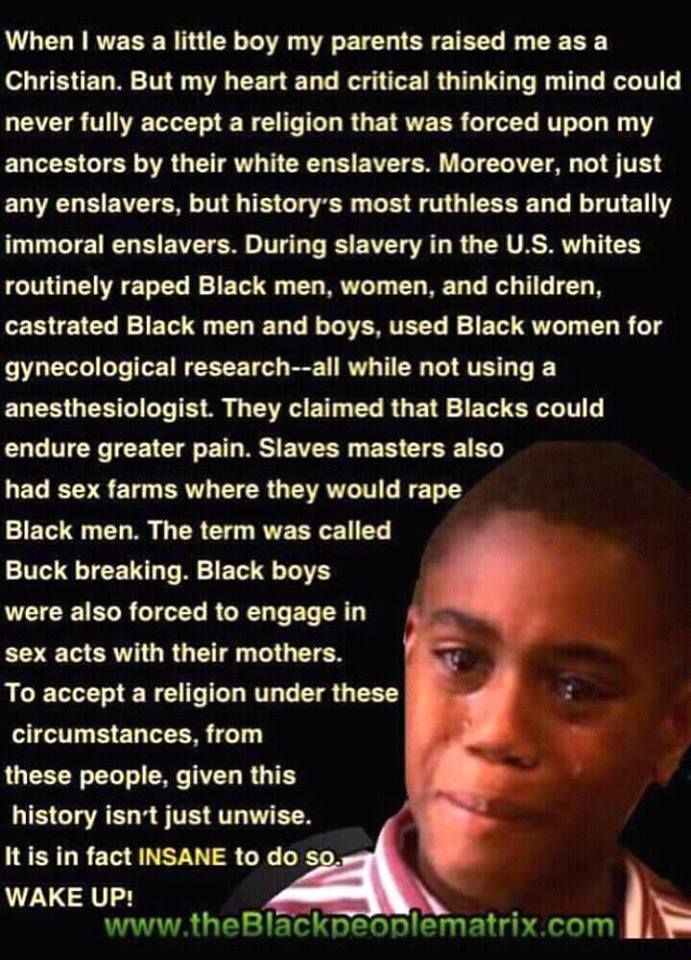 When I was a little boy my parents raised me as a
Christian. But my heart and critical thinking mind could
never fully accept a religion that was forced upon my
ancestors by their white enslavers. Moreover, not just
any enslavers, but history's most ruthless and brutally
immoral enslavers. During slavery in the U.S. whites
routinely raped Black men, women, and children,
castrated Black men and boys, used Black women for
gynecological research--all while not using a
anesthesiologist. They claimed that Blacks could
endure greater pain. Slaves masters also
had sex farms where they would rape
Black men. The term was called
Buck breaking. Black boys
were also forced to engage in
sex acts with their mothers.
To accept a religion under these
circumstances, from
these people, given this
history isn't just unwise.
It is in fact INSANE to do so.
WAKE UP!
www.theBlackpeoplematrix.com